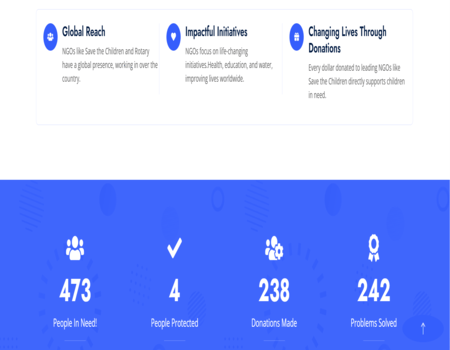 Global Reach
NGOs like Save the Children and Rotary
have a global presence, working in over the
country.
Impactful Initiatives
NGOs focus on life-changing
initiatives.Health, education, and water,
improving lives worldwide.
Changing Lives Through
Donations
Every dollar donated to leading NGOs like
Save the Children directly supports children
in need.
473
People In Need!
4
People Protected
238
Donations Made
242
Problems Solved